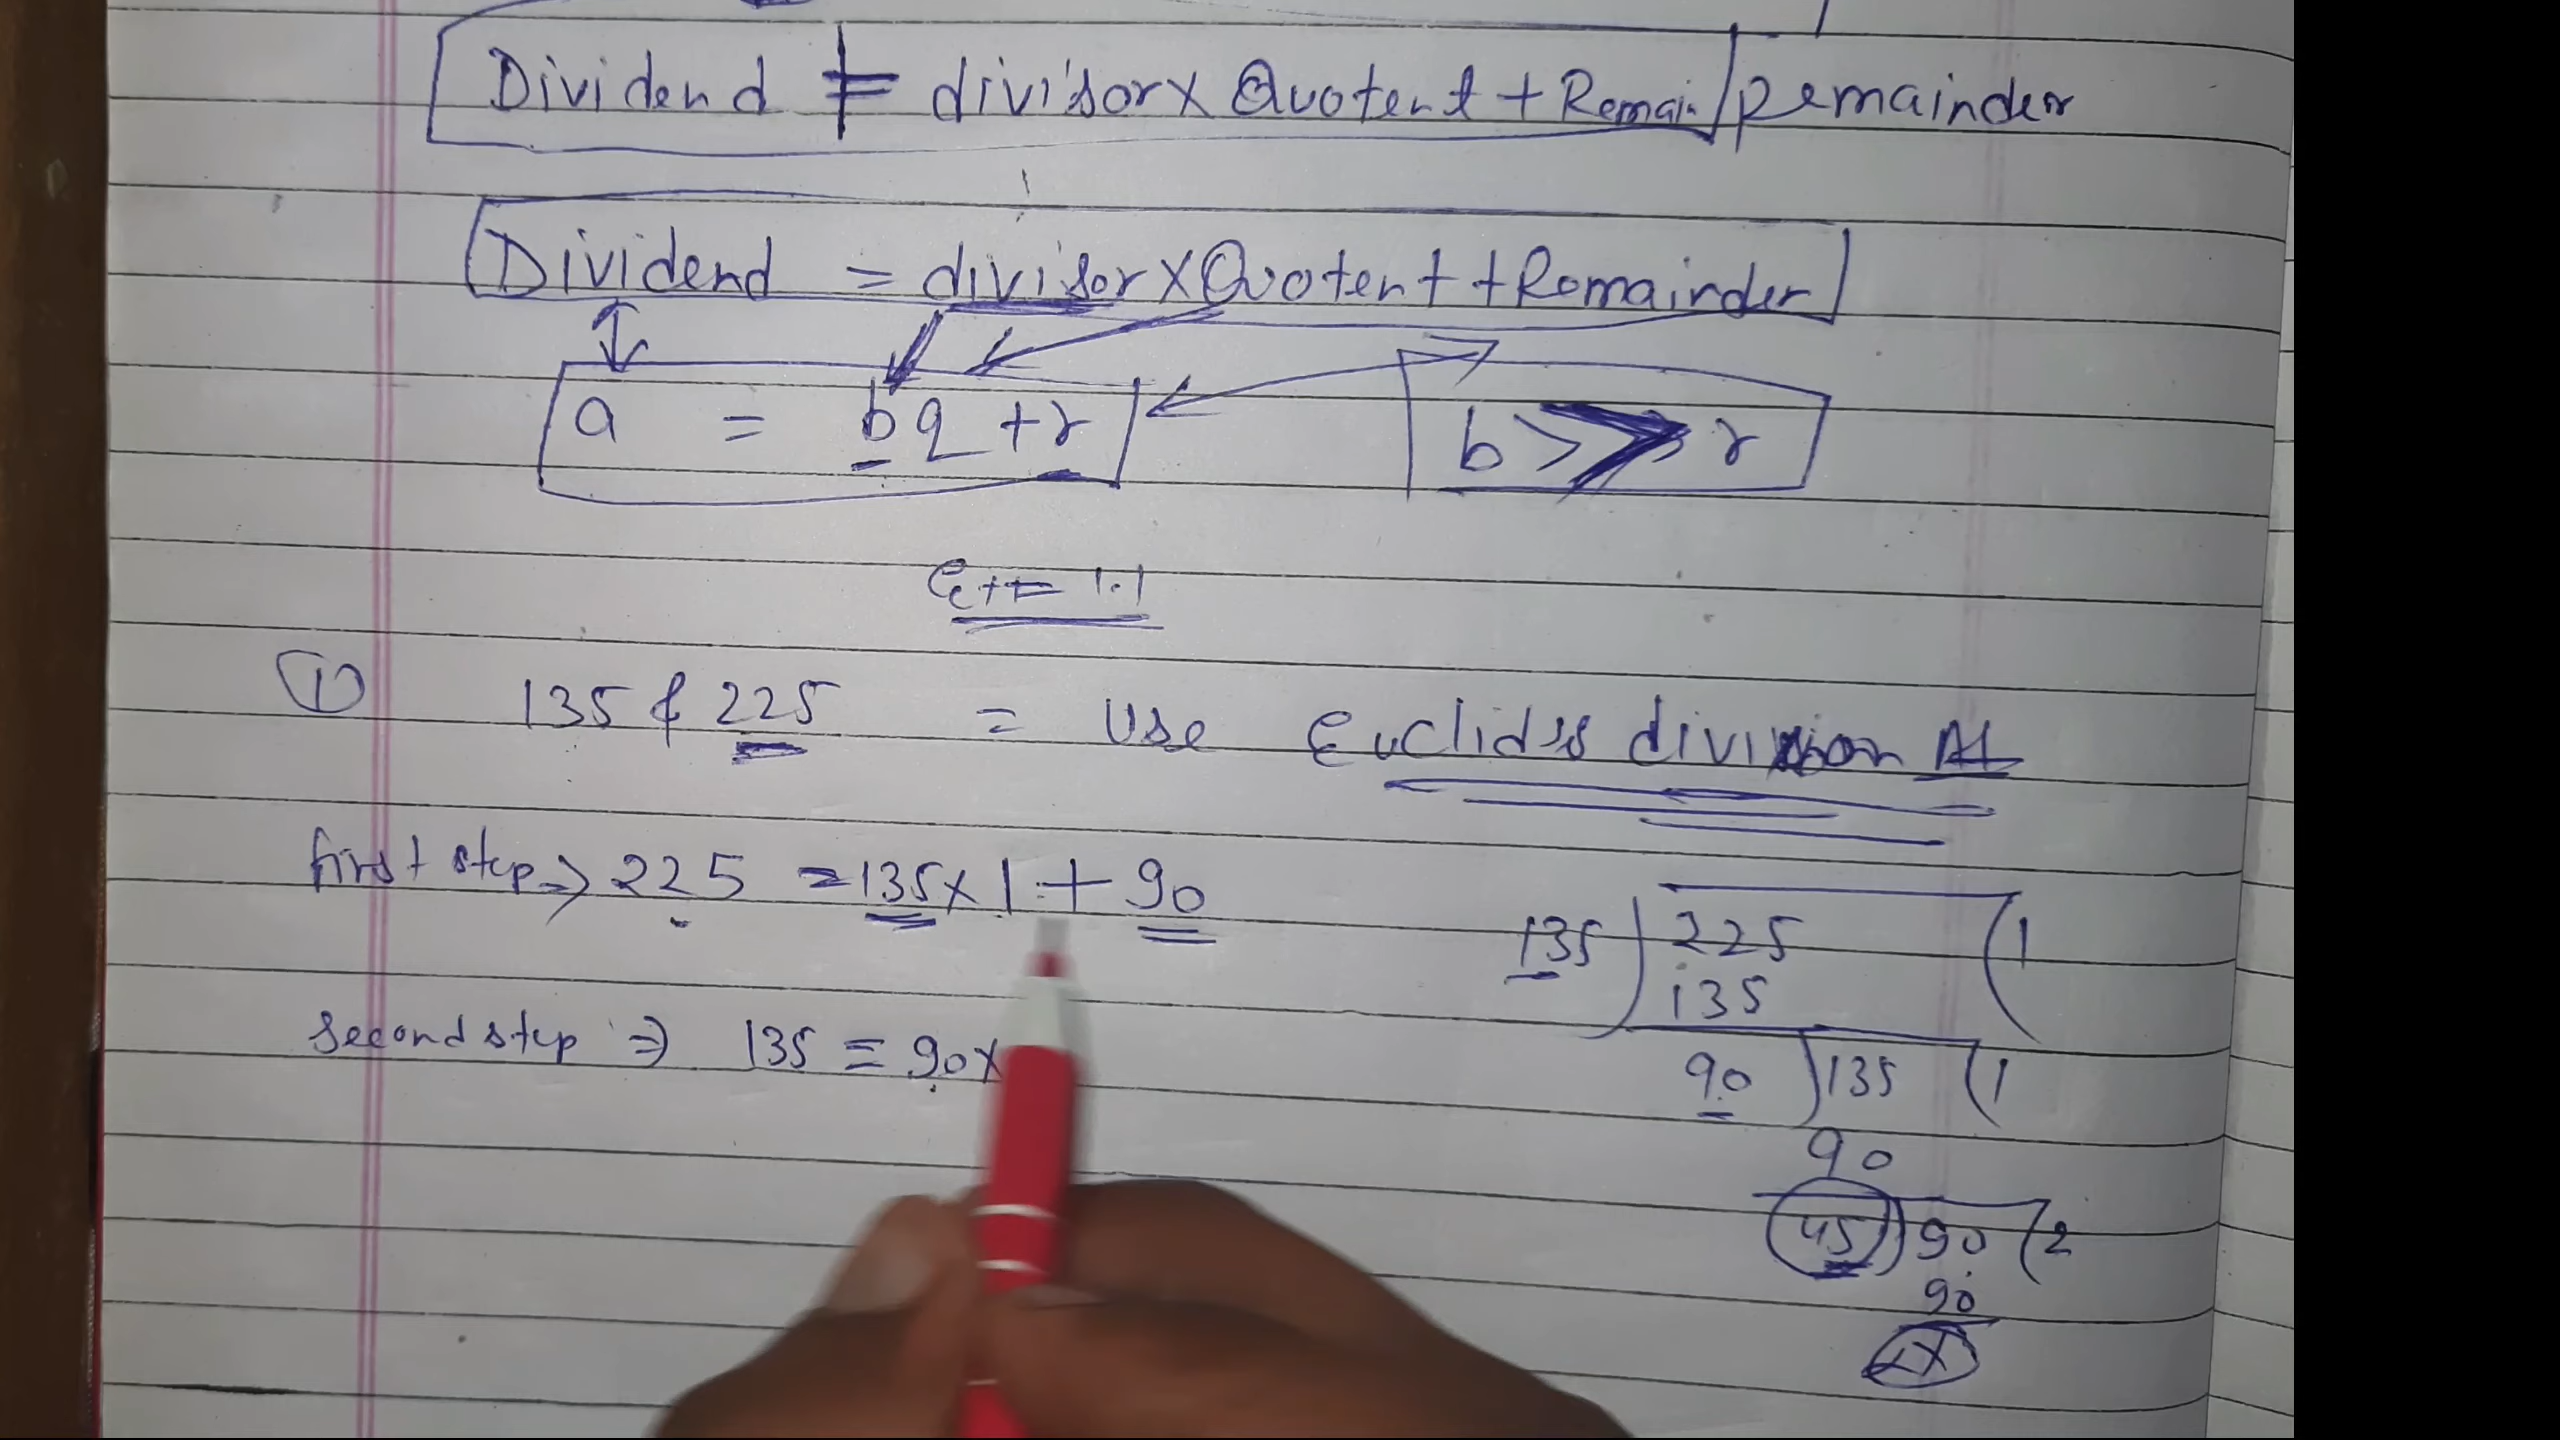 Dividend = divisor x Quotent + Remain Remainder
Dividend = divisor x Quotent + Remainder
a = bq + r
b > r
1.1
1 135 & 225 = Use Euclid's division Al
first step => 225 = 135 x 1 + 90
second step => 135 = 90 x
135 ) 225 ( 1
135
90 ) 135 ( 1
90
45 ) 90 ( 2
90